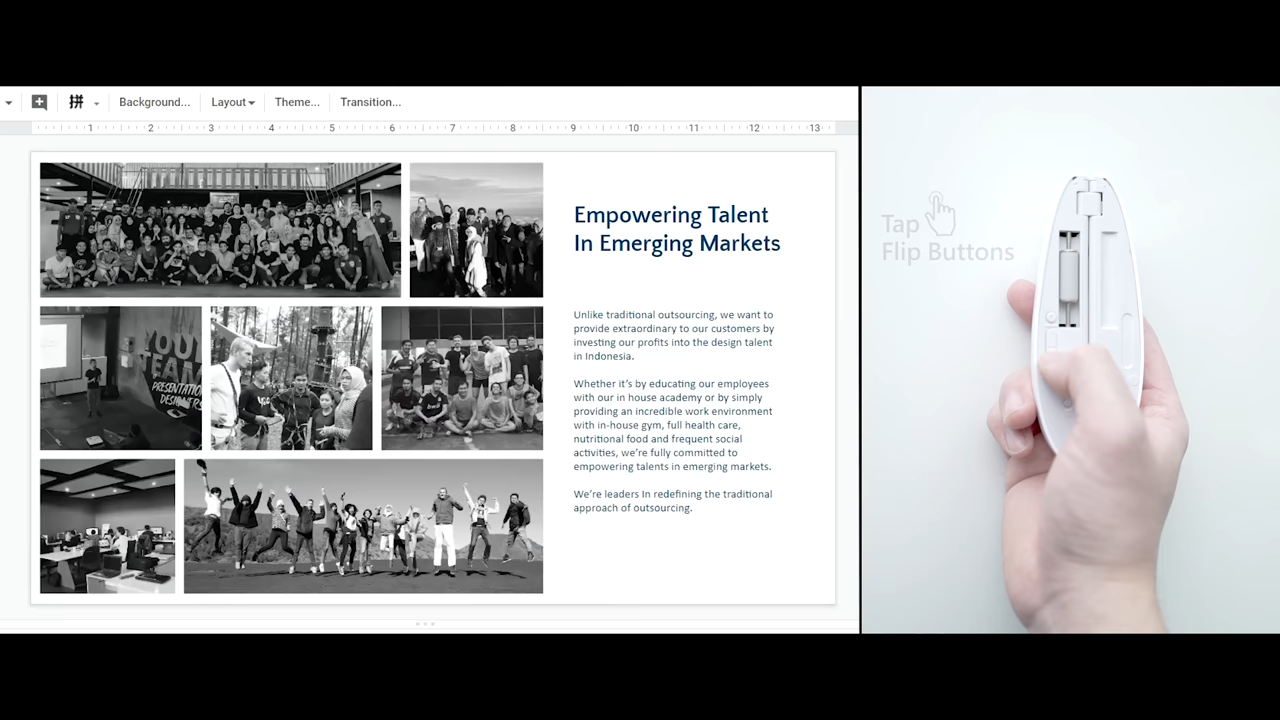 拼 Background... Layout Theme... Transition...
1 2 3 4 5 6 7 8 9 10 11 12 13
Empowering Talent
In Emerging Markets
Unlike traditional outsourcing, we want to
provide extraordinary to our customers by
investing our profits into the design talent
in Indonesia.
Whether it's by educating our employees
with our in house academy or by simply
providing an incredible work environment
with in-house gym, full health care,
nutritional food and frequent social
activities, we're fully committed to
empowering talents in emerging markets.
We're leaders In redefining the traditional
approach of outsourcing.
YOUR
TEAM
PRESENTATION
DESIGNERS
Tap
Flip Buttons